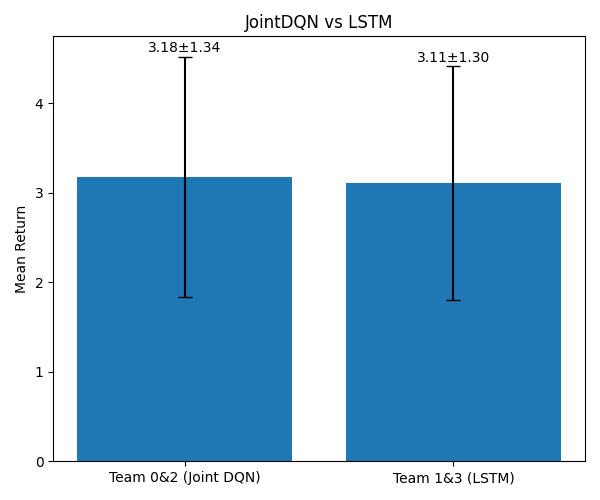 JointDQN vs LSTM
3.18±1.34
3.11±1.30
Mean Return
4
3
2
1
0
Team 0&2 (Joint DQN)
Team 1&3 (LSTM)